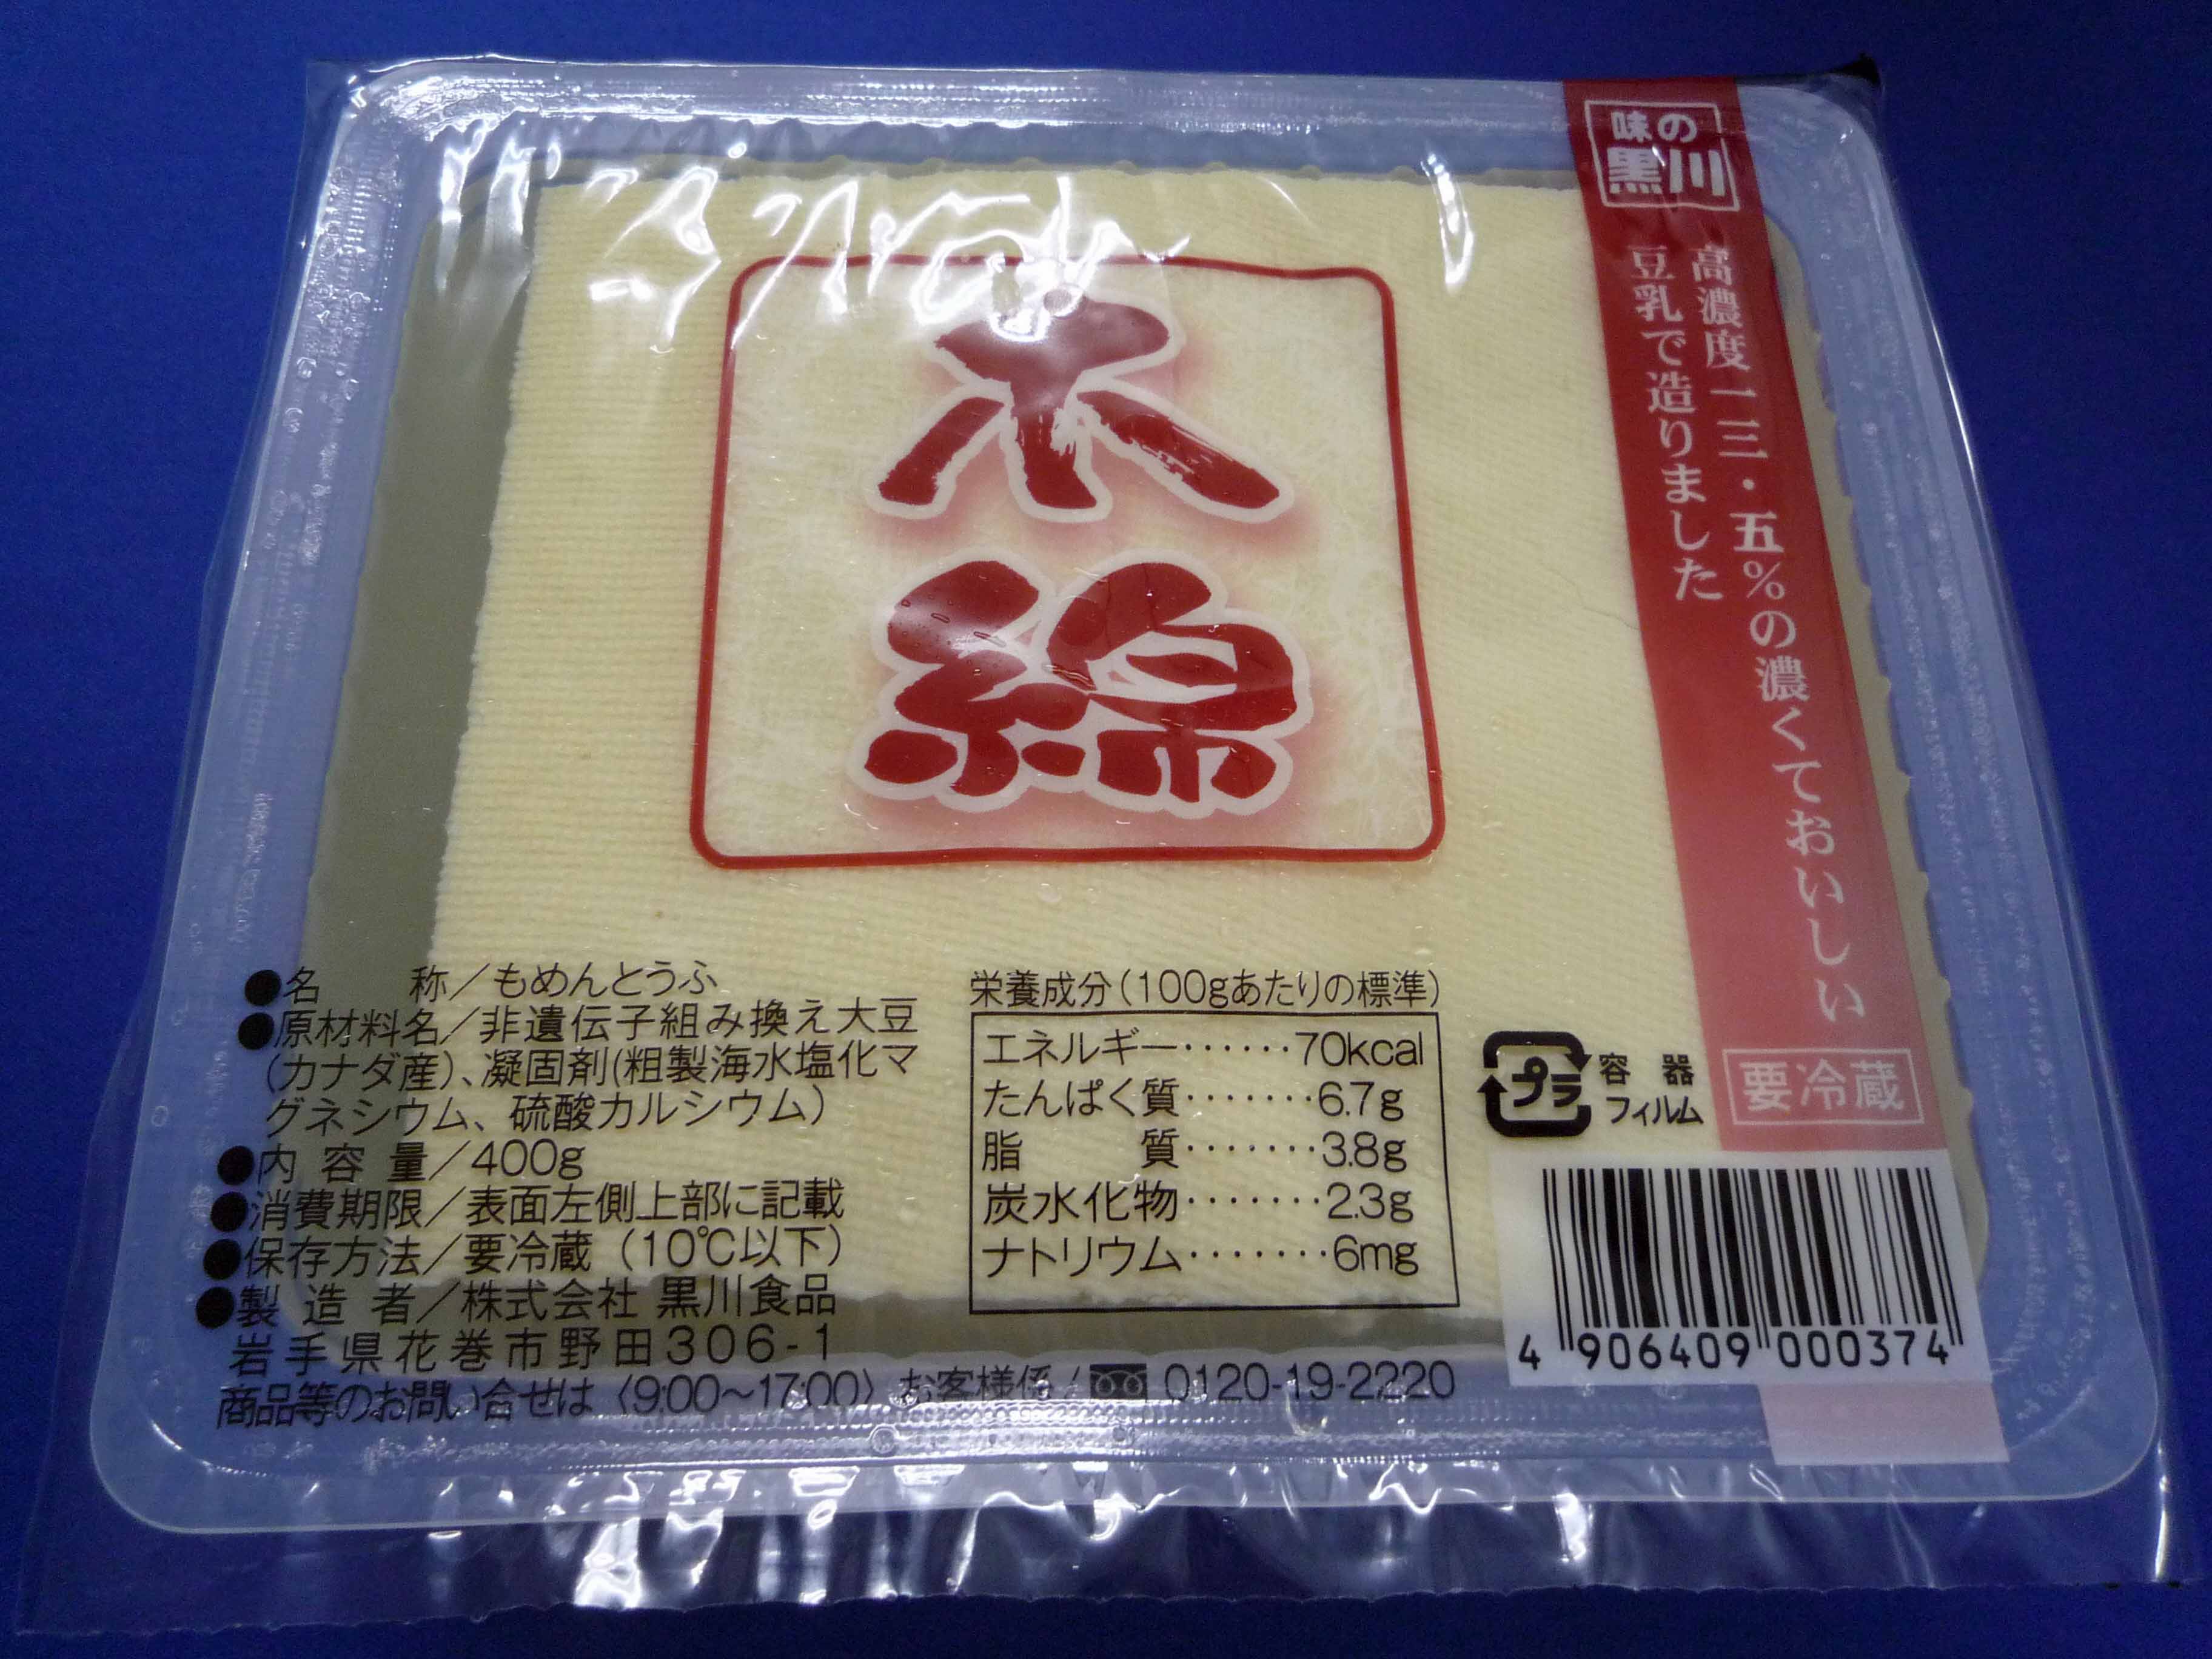 味の
黒川
高濃度一三・五%の濃くておいしい
豆乳で造りました
要冷蔵
木
綿
●名　　称／もめんとうふ
●原材料名／非遺伝子組み換え大豆
(カナダ産)、凝固剤(粗製海水塩化マ
グネシウム、硫酸カルシウム)
●内容量／400g
●消費期限／表面左側上部に記載
●保存方法／要冷蔵（10℃以下）
●製造者／株式会社 黒川食品
岩手県花巻市野田306-1
商品等のお問い合せは〈9:00～17:00〉お客様係／0120-19-2220
栄養成分(100gあたりの標準)
エネルギー……70kcal
たんぱく質……6.7g
脂　　質……3.8g
炭水化物……2.3g
ナトリウム……6mg
プラ
容器
フィルム
4 906409 000374